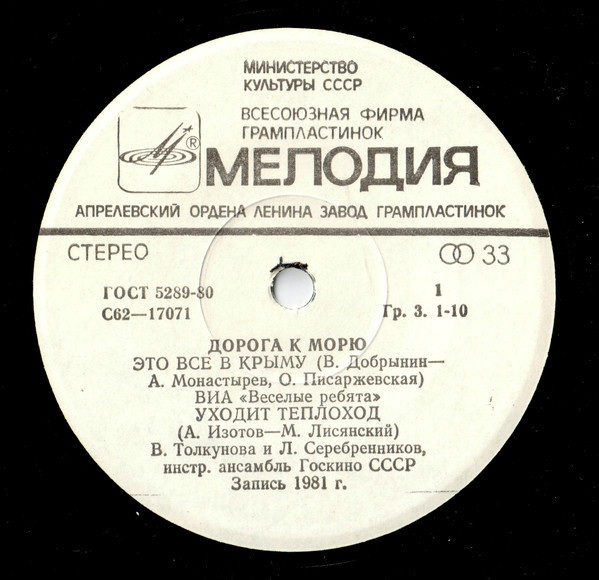 МИНИСТЕРСТВО
КУЛЬТУРЫ СССР
ВСЕСОЮЗНАЯ ФИРМА
ГРАМПЛАСТИНОК
® МЕЛОДИЯ
АПРЕЛЕВСКИЙ ОРДЕНА ЛЕНИНА ЗАВОД ГРАМПЛАСТИНОК
СТЕРЕО 33
ГОСТ 5289-80 1
С62—17071 Гр. 3. 1-10
ДОРОГА К МОРЮ
ЭТО ВСЕ В КРЫМУ (В. Добрынин—
А. Монастырев, О. Писаржевская)
ВИА «Веселые ребята»
УХОДИТ ТЕПЛОХОД
(А. Изотов—М. Лисянский)
В. Толкунова и Л. Серебренников,
инстр. ансамбль Госкино СССР
Запись 1981 г.